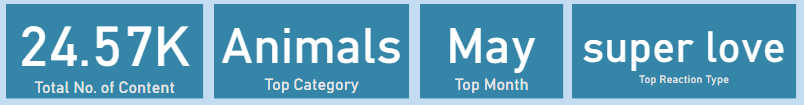 24.57K
Total No. of Content
Animals
Top Category
May
Top Month
super love
Top Reaction Type